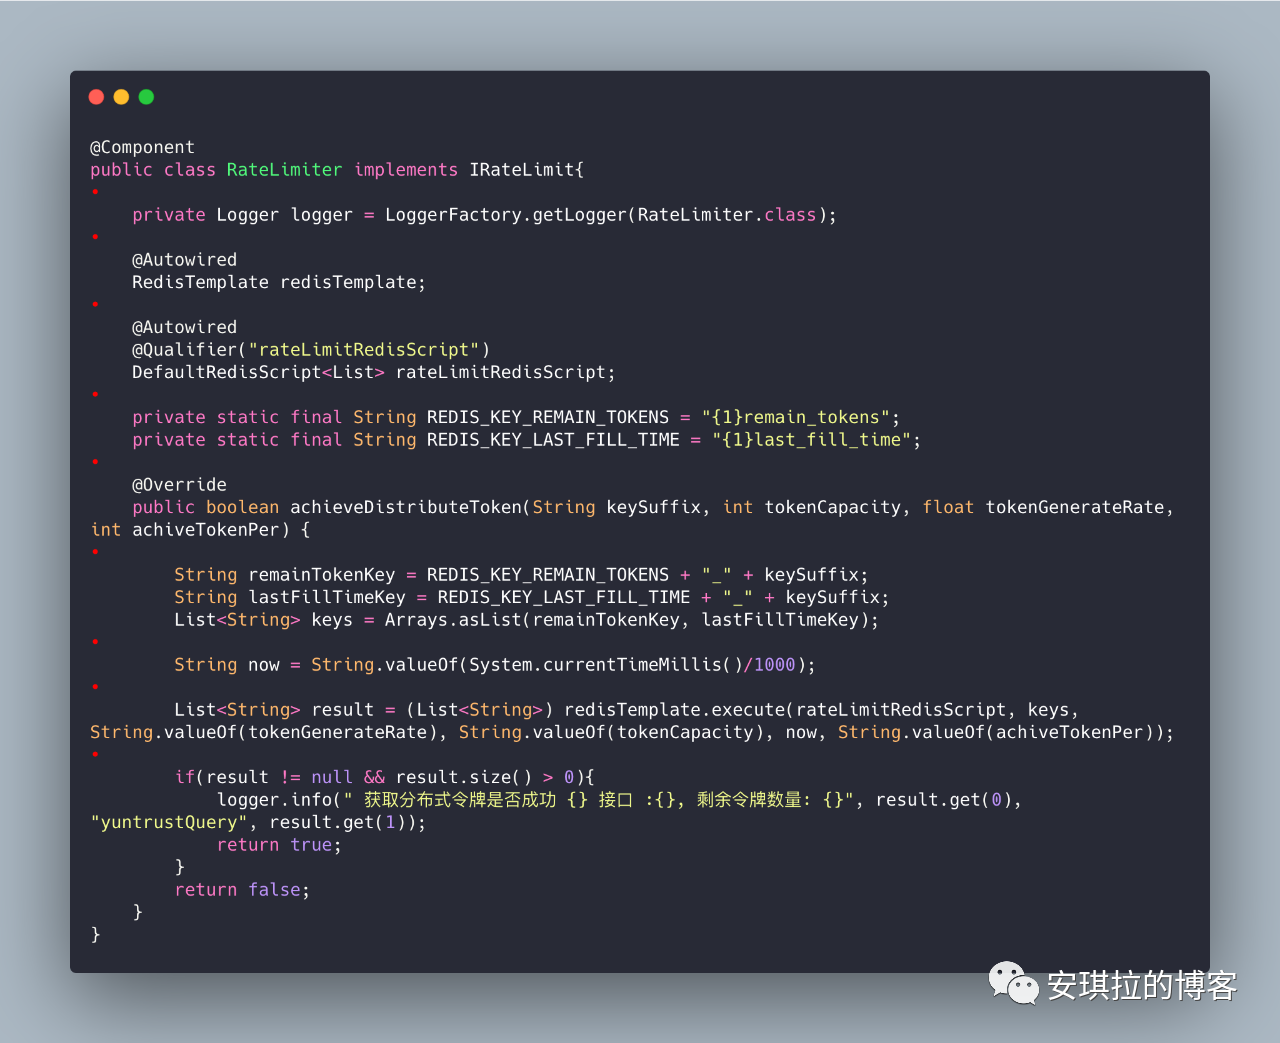 @Component
public class RateLimiter implements IRateLimit{
    private Logger logger = LoggerFactory.getLogger(RateLimiter.class);
    @Autowired
    RedisTemplate redisTemplate;
    @Autowired
    @Qualifier("rateLimitRedisScript")
    DefaultRedisScript<List> rateLimitRedisScript;
    private static final String REDIS_KEY_REMAIN_TOKENS = "{1}remain_tokens";
    private static final String REDIS_KEY_LAST_FILL_TIME = "{1}last_fill_time";
    @Override
    public boolean achieveDistributeToken(String keySuffix, int tokenCapacity, float tokenGenerateRate,
int achiveTokenPer) {
        String remainTokenKey = REDIS_KEY_REMAIN_TOKENS + "_" + keySuffix;
        String lastFillTimeKey = REDIS_KEY_LAST_FILL_TIME + "_" + keySuffix;
        List<String> keys = Arrays.asList(remainTokenKey, lastFillTimeKey);
        String now = String.valueOf(System.currentTimeMillis()/1000);
        List<String> result = (List<String>) redisTemplate.execute(rateLimitRedisScript, keys,
String.valueOf(tokenGenerateRate), String.valueOf(tokenCapacity), now, String.valueOf(achiveTokenPer));
        if(result != null && result.size() > 0){
            logger.info(" 获取分布式令牌是否成功 {} 接口 :{}, 剩余令牌数量: {}", result.get(0),
"yuntrustQuery", result.get(1));
            return true;
        }
        return false;
    }
}
安琪拉的博客